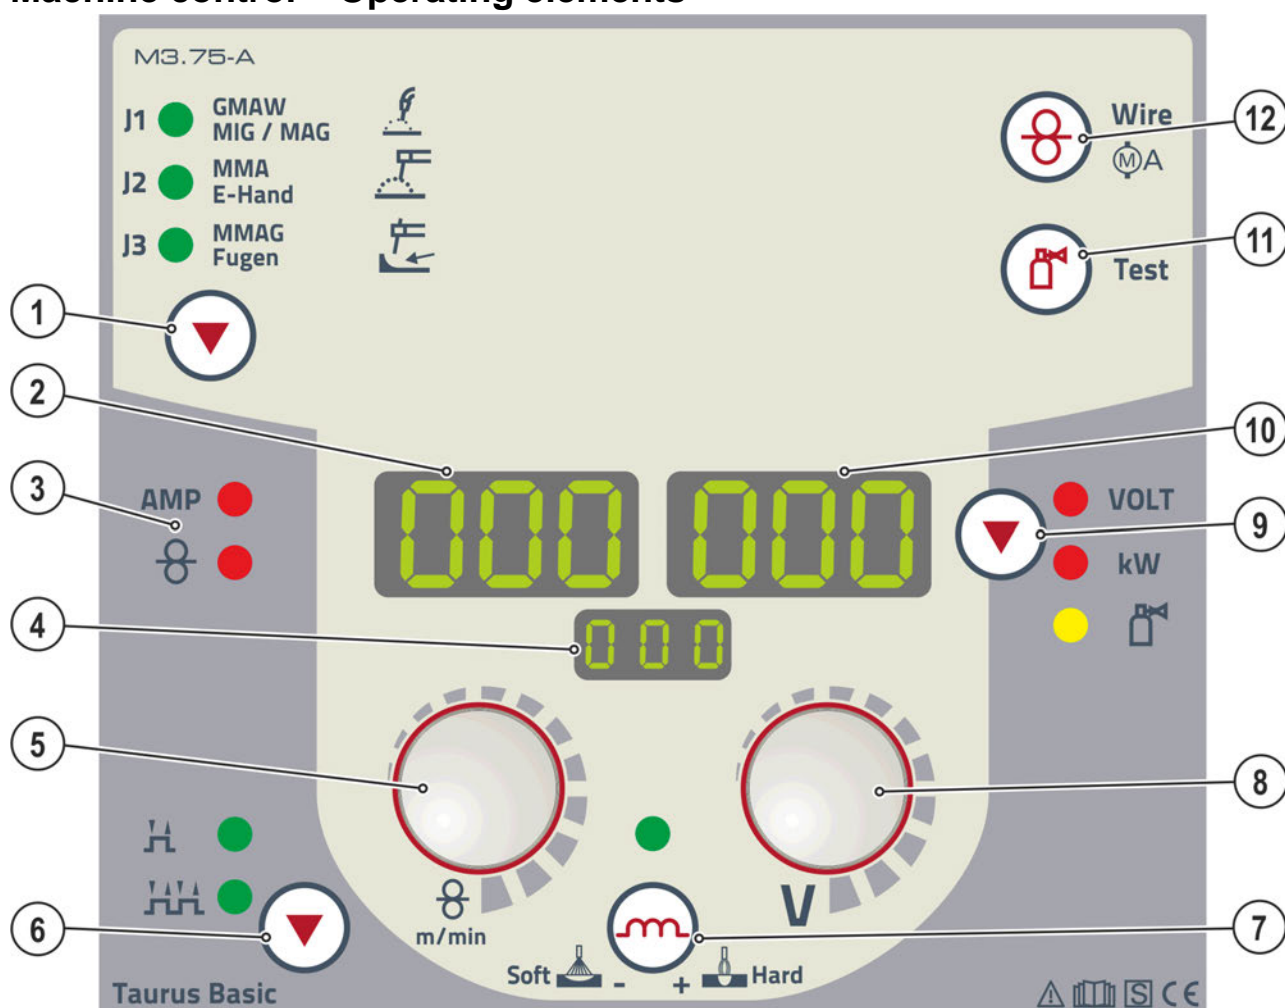 Machine control – Operating elements
M3.75-A
J1 GMAW
MIG / MAG
J2 MMA
E-Hand
J3 MMAG
Fugen
Wire
M A
Test
12
11
1
2
10
3
AMP
000
000
VOLT
9
kW
4
000
5
8
6
m/min
V
7
Soft - + Hard
Taurus Basic
S CE